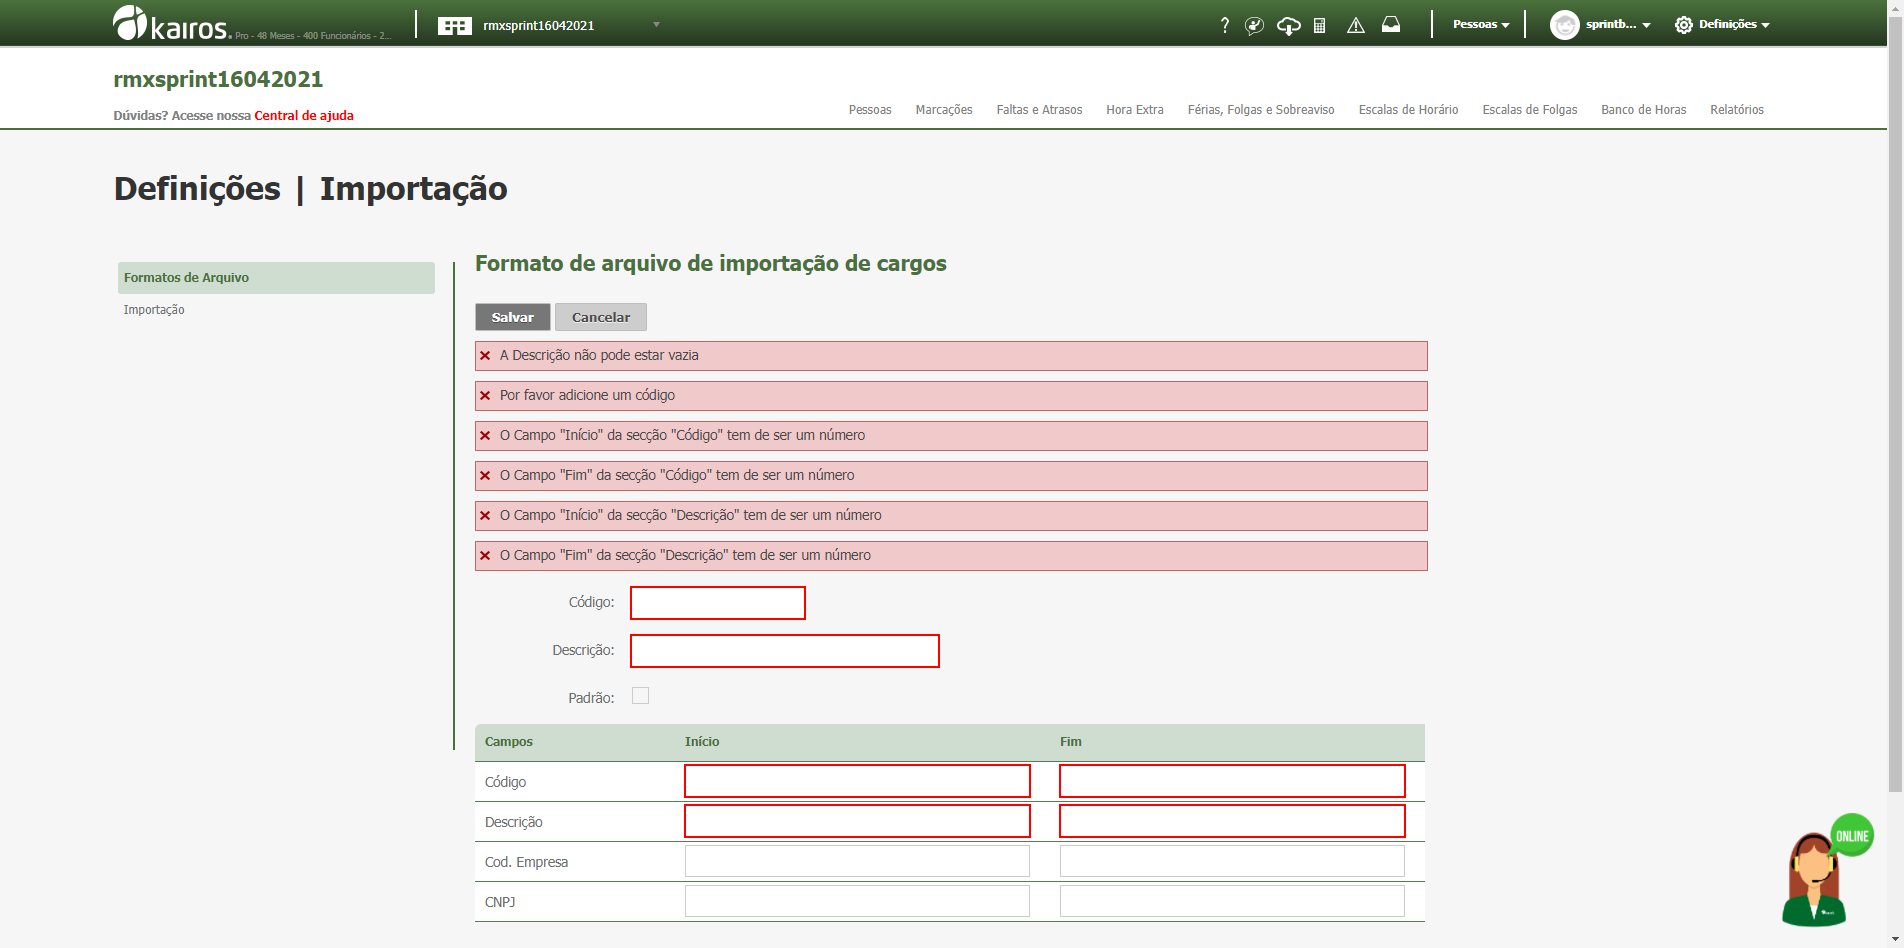 kairos. Pro - 48 Meses - 400 Funcionários - 2...
rmxsprint16042021
Pessoas
sprintb...
Definições
rmxsprint16042021
Dúvidas? Acesse nossa Central de ajuda
Pessoas Marcações Faltas e Atrasos Hora Extra Férias, Folgas e Sobreaviso Escalas de Horário Escalas de Folgas Banco de Horas Relatórios
Definições | Importação
Formatos de Arquivo
Importação
Formato de arquivo de importação de cargos
Salvar Cancelar
A Descrição não pode estar vazia
Por favor adicione um código
O Campo "Início" da secção "Código" tem de ser um número
O Campo "Fim" da secção "Código" tem de ser um número
O Campo "Início" da secção "Descrição" tem de ser um número
O Campo "Fim" da secção "Descrição" tem de ser um número
Código:
Descrição:
Padrão:
Campos Início Fim
Código
Descrição
Cod. Empresa
CNPJ
ONLINE